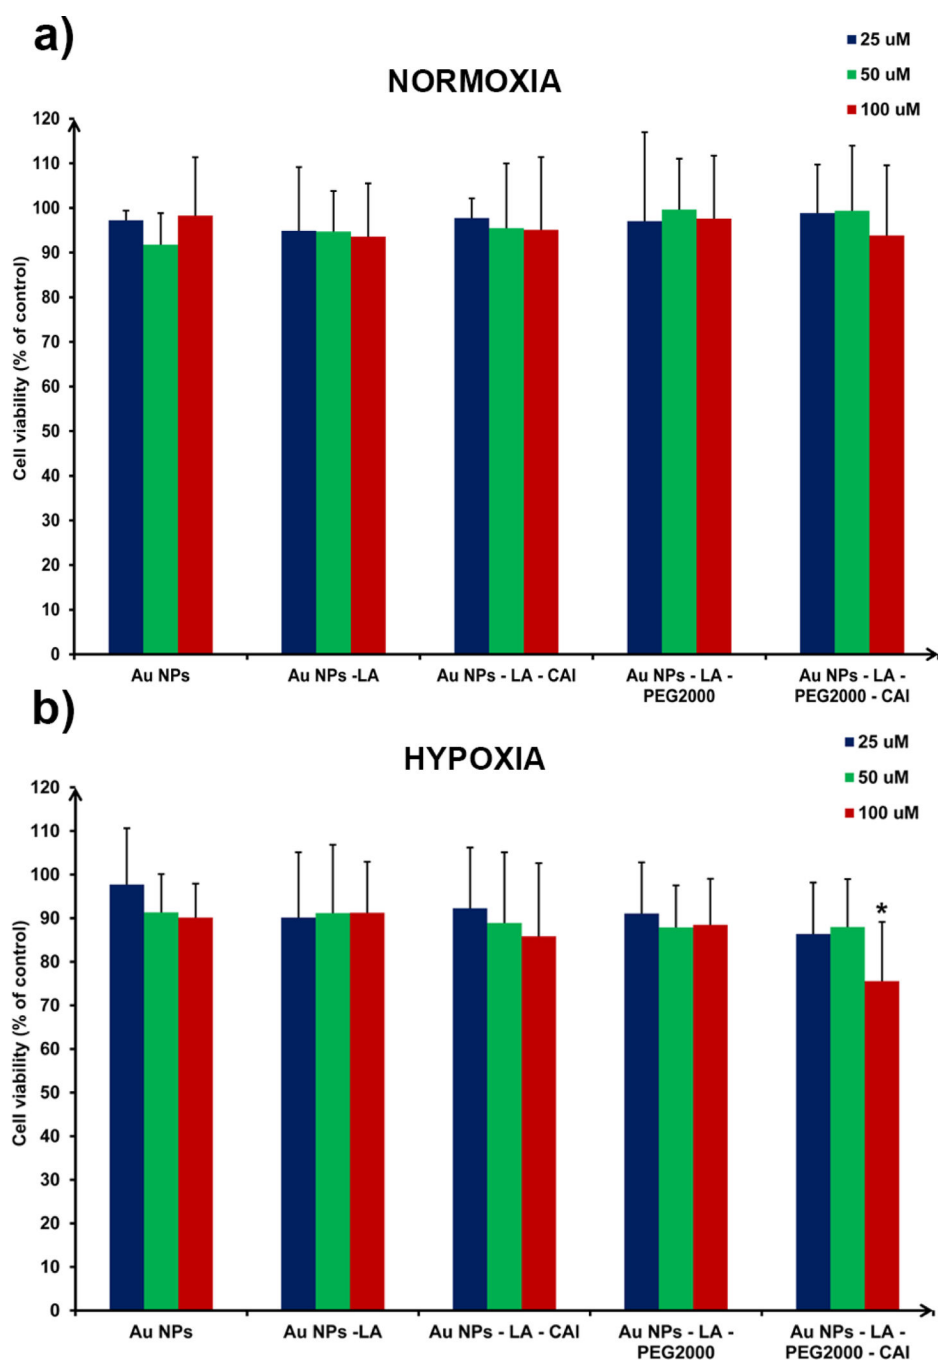 a)
NORMOXIA
25 uM
50 uM
100 uM
Cell viability (% of control)
120
110
100
90
80
70
60
50
40
30
20
10
0
Au NPs
Au NPs -LA
Au NPs - LA - CAI
Au NPs - LA -
PEG2000
Au NPs - LA -
PEG2000 - CAI
b)
HYPOXIA
25 uM
50 uM
100 uM
Cell viability (% of control)
120
110
100
90
80
70
60
50
40
30
20
10
0
*
Au NPs
Au NPs -LA
Au NPs - LA - CAI
Au NPs - LA -
PEG2000
Au NPs - LA -
PEG2000 - CAI